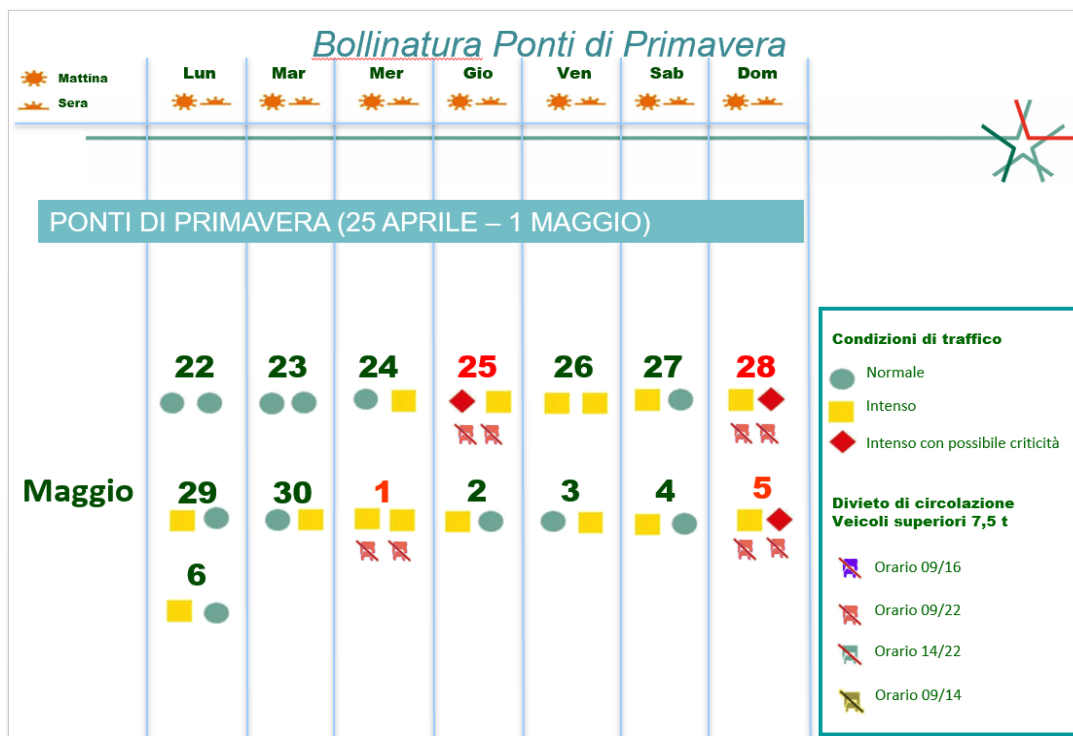 Bollinatura Ponti di Primavera
Mattina
Sera
Lun Mar Mer Gio Ven Sab Dom
PONTI DI PRIMAVERA (25 APRILE – 1 MAGGIO)
22 23 24 25 26 27 28
Maggio 29 30 1 2 3 4 5
6
Condizioni di traffico
Normale
Intenso
Intenso con possibile criticità
Divieto di circolazione
Veicoli superiori 7,5 t
Orario 09/16
Orario 09/22
Orario 14/22
Orario 09/14